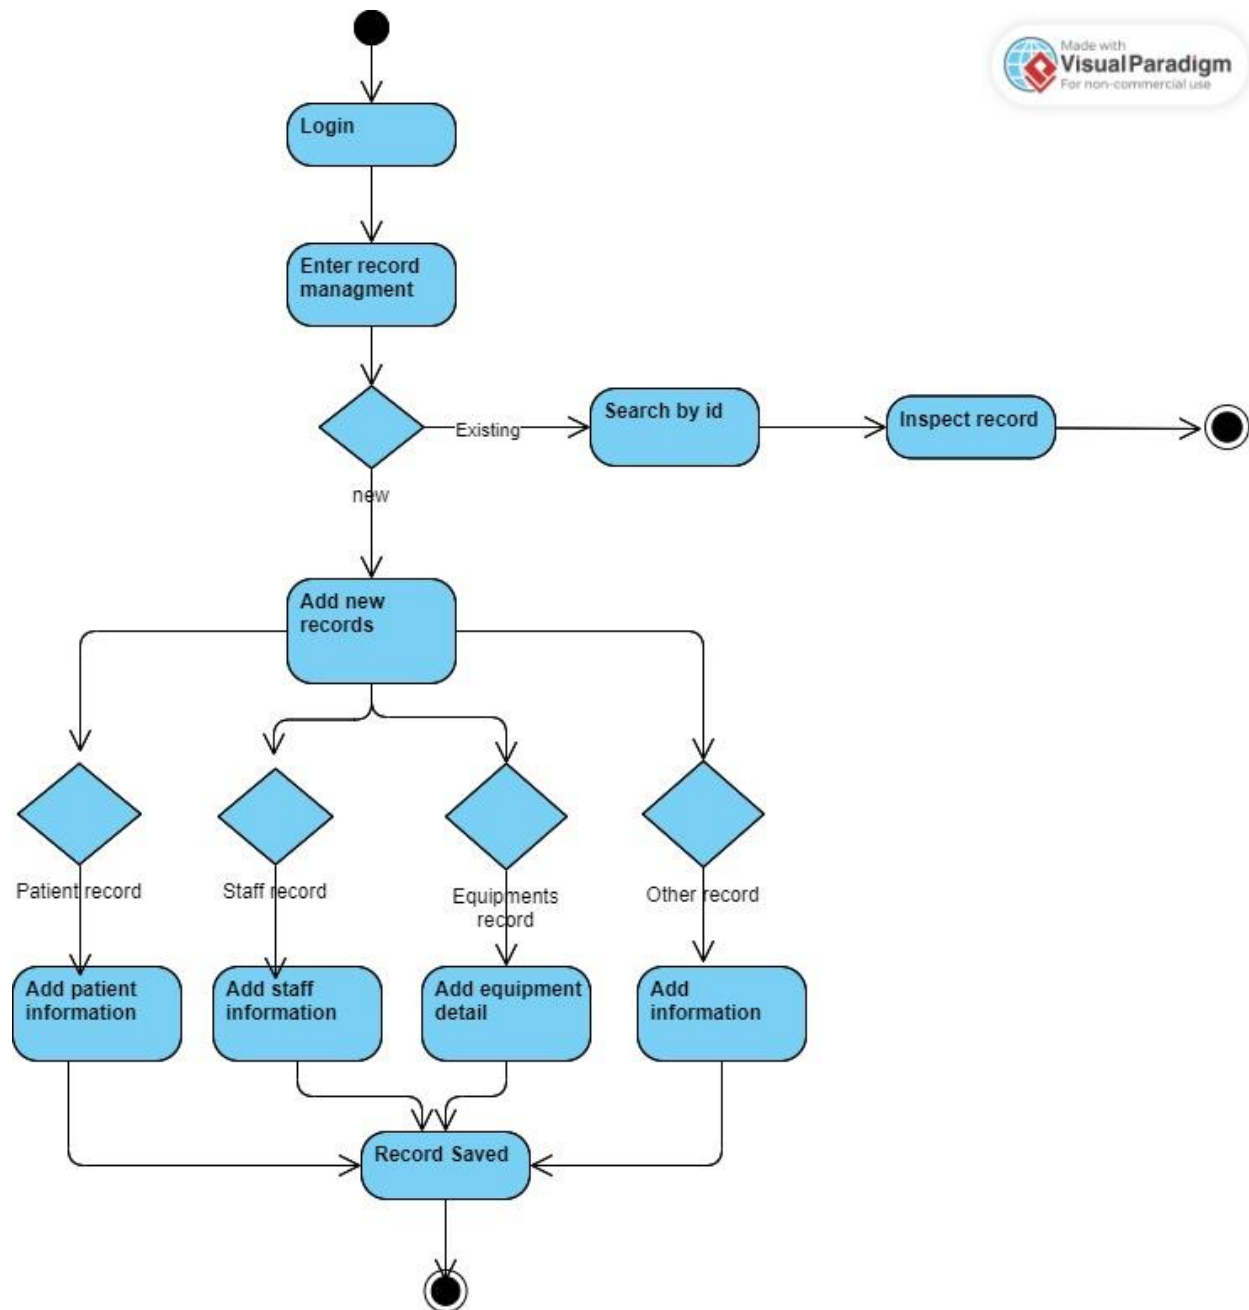 Made with
Visual Paradigm
For non-commercial use
Login
Enter record
managment
Existing
Search by id
Inspect record
new
Add new
records
Patient record
Staff record
Equipments
record
Other record
Add patient
information
Add staff
information
Add equipment
detail
Add
information
Record Saved